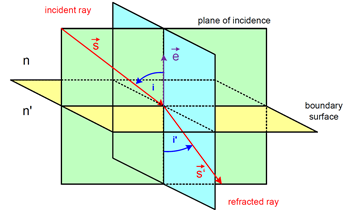 incident ray
plane of incidence
s
e
n
i
n'
boundary
surface
i'
s'
refracted ray